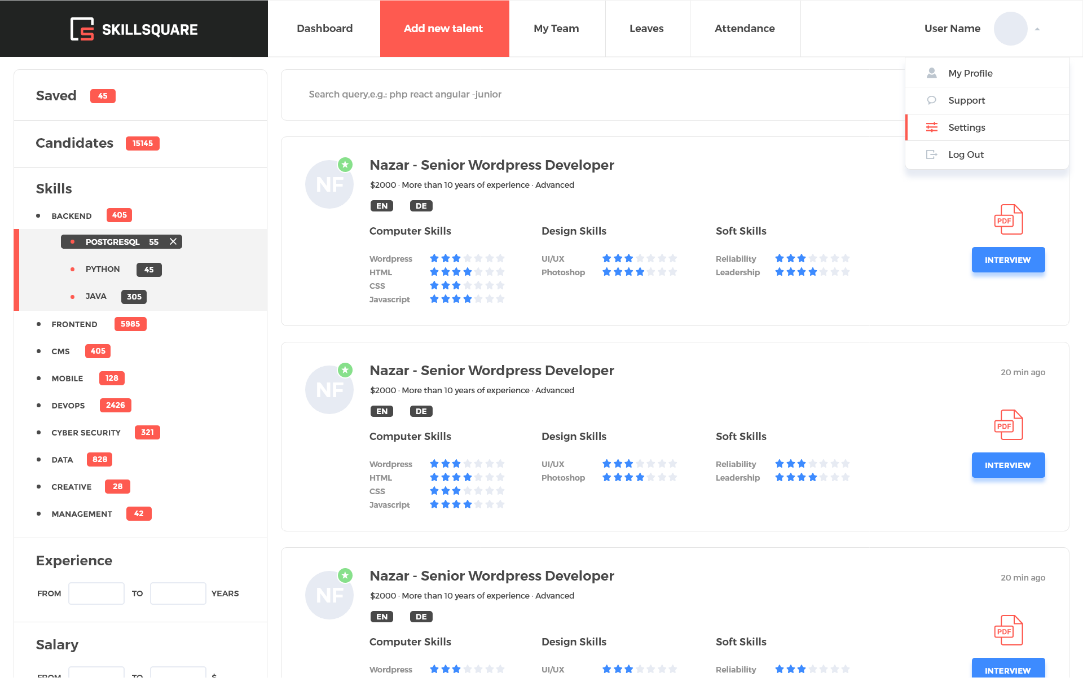 SKILLSQUARE
Dashboard
Add new talent
My Team
Leaves
Attendance
User Name
My Profile
Support
Settings
Log Out
Saved 45
Candidates 15145
Skills
BACKEND 405
POSTGRESQL 55
PYTHON 45
JAVA 305
FRONTEND 5985
CMS 405
MOBILE 128
DEVOPS 2426
CYBER SECURITY 321
DATA 828
CREATIVE 28
MANAGEMENT 42
Experience
FROM TO YEARS
Salary
FROM TO $
Search query,e.g.: php react angular -junior
NF
Nazar - Senior Wordpress Developer
$2000 · More than 10 years of experience · Advanced
EN DE
Computer Skills Design Skills Soft Skills
Wordpress UI/UX Reliability
HTML Photoshop Leadership
CSS
Javascript
PDF
INTERVIEW
NF
Nazar - Senior Wordpress Developer
20 min ago
$2000 · More than 10 years of experience · Advanced
EN DE
Computer Skills Design Skills Soft Skills
Wordpress UI/UX Reliability
HTML Photoshop Leadership
CSS
Javascript
PDF
INTERVIEW
NF
Nazar - Senior Wordpress Developer
20 min ago
$2000 · More than 10 years of experience · Advanced
EN DE
Computer Skills Design Skills Soft Skills
Wordpress UI/UX Reliability
PDF
INTERVIEW